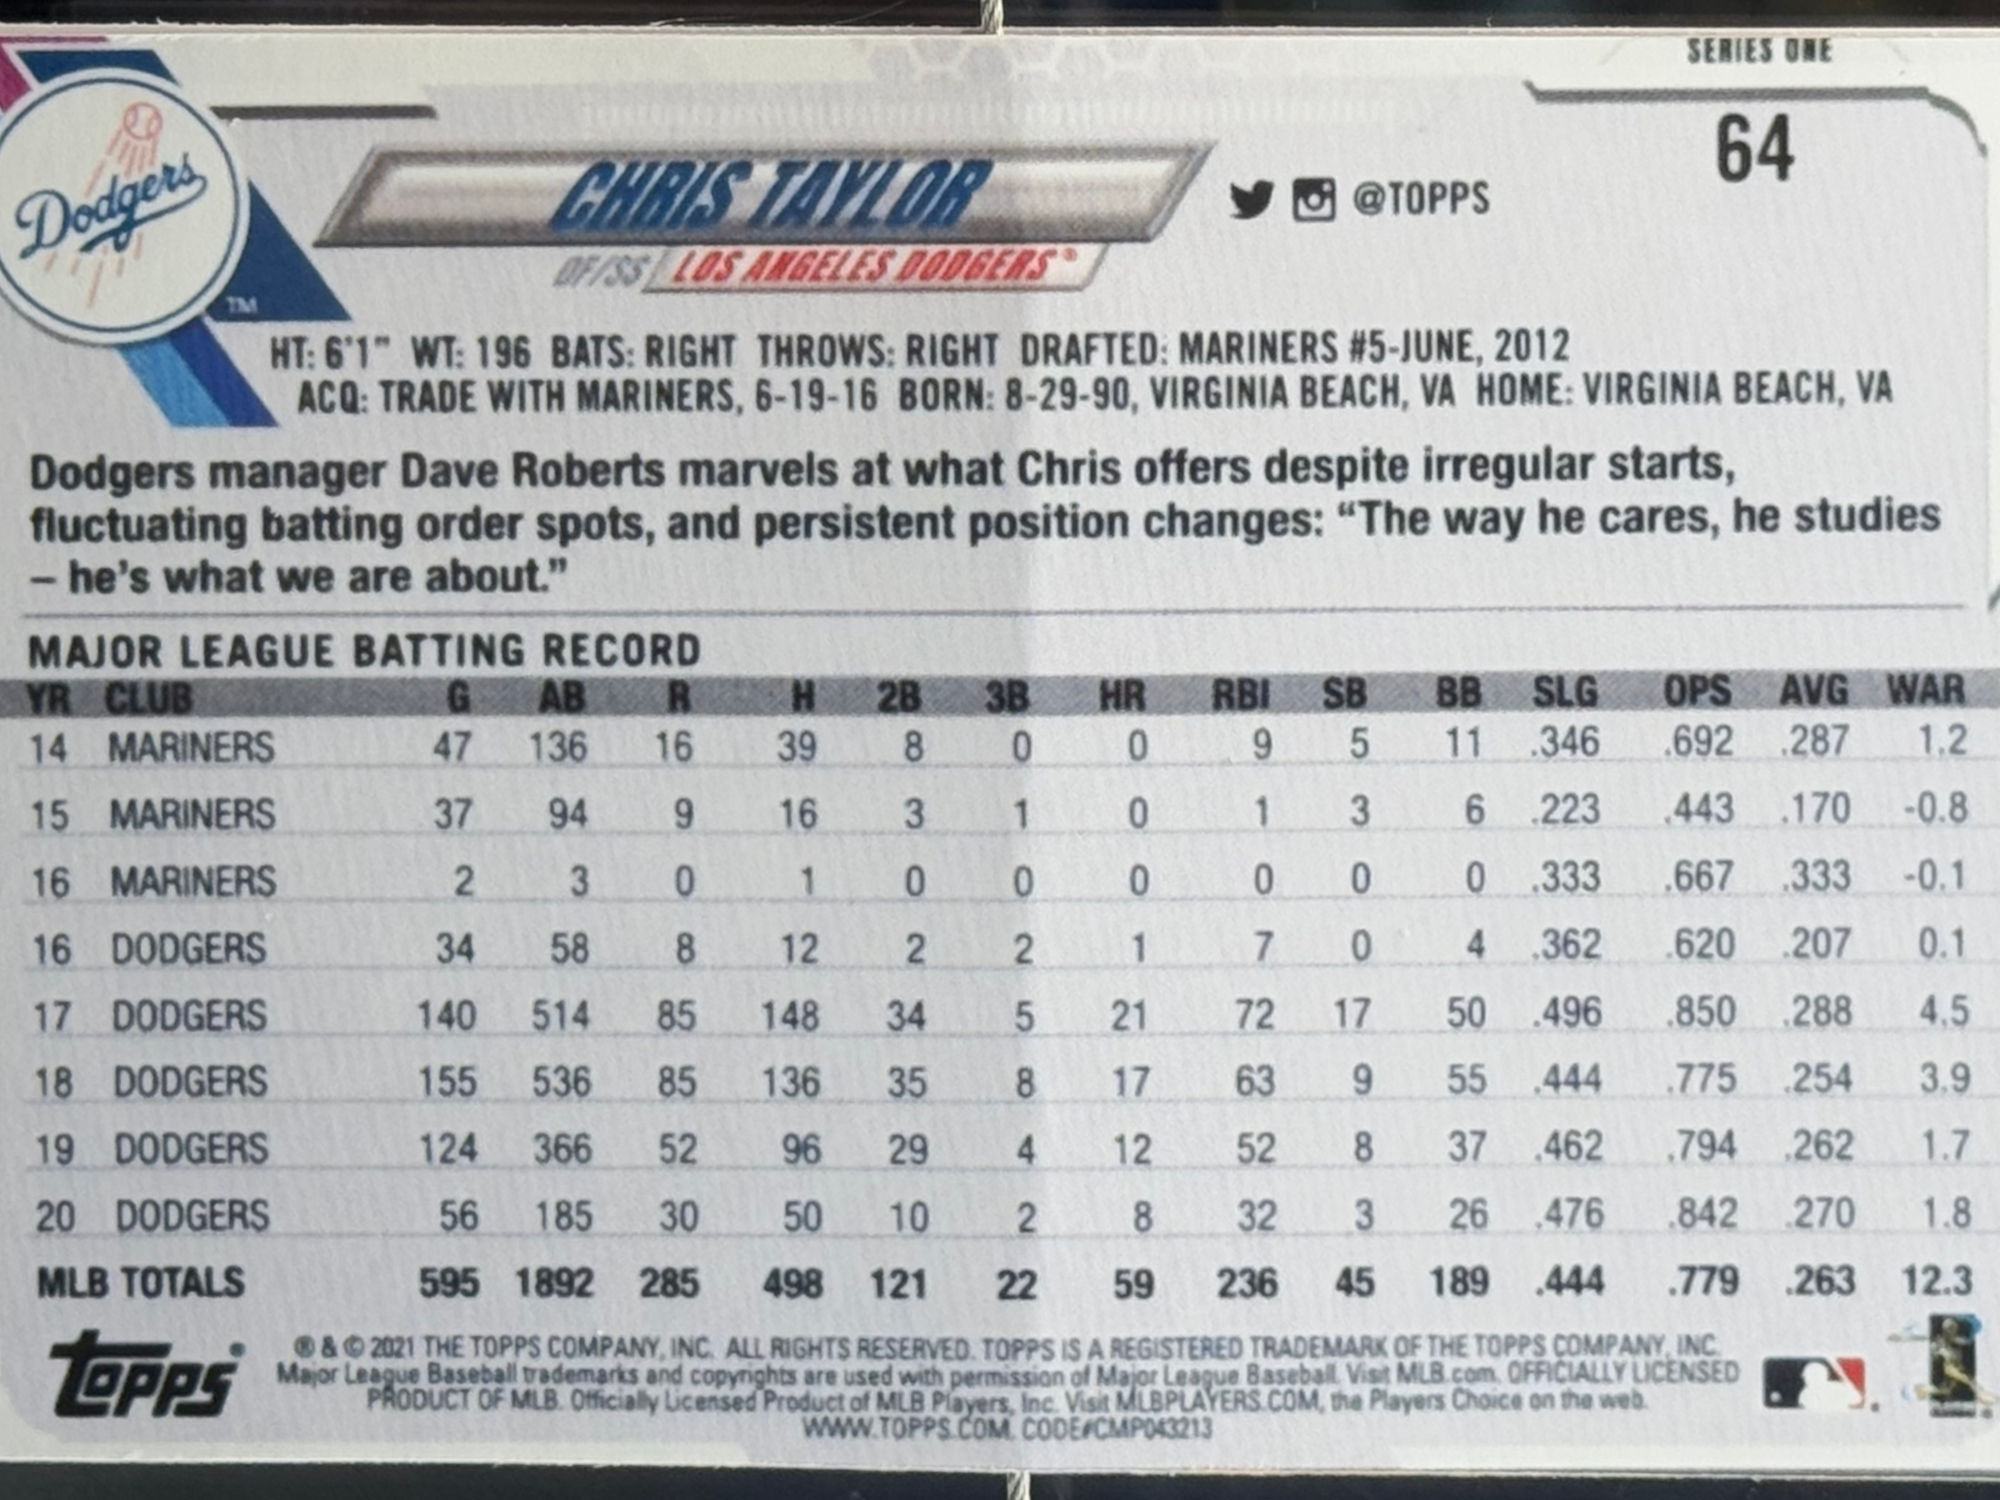 SERIES ONE
64
Dodgers
TM
CHRIS TAYLOR
@TOPPS
OF/SS LOS ANGELES DODGERS®
HT: 6'1" WT: 196 BATS: RIGHT THROWS: RIGHT DRAFTED: MARINERS #5-JUNE, 2012
ACQ: TRADE WITH MARINERS, 6-19-16 BORN: 8-29-90, VIRGINIA BEACH, VA HOME: VIRGINIA BEACH, VA
Dodgers manager Dave Roberts marvels at what Chris offers despite irregular starts,
fluctuating batting order spots, and persistent position changes: “The way he cares, he studies
– he’s what we are about.”
MAJOR LEAGUE BATTING RECORD
YR CLUB G AB R H 2B 3B HR RBI SB BB SLG OPS AVG WAR
14 MARINERS 47 136 16 39 8 0 0 9 5 11 .346 .692 .287 1.2
15 MARINERS 37 94 9 16 3 1 0 1 3 6 .223 .443 .170 -0.8
16 MARINERS 2 3 0 1 0 0 0 0 0 0 .333 .667 .333 -0.1
16 DODGERS 34 58 8 12 2 2 1 7 0 4 .362 .620 .207 0.1
17 DODGERS 140 514 85 148 34 5 21 72 17 50 .496 .850 .288 4.5
18 DODGERS 155 536 85 136 35 8 17 63 9 55 .444 .775 .254 3.9
19 DODGERS 124 366 52 96 29 4 12 52 8 37 .462 .794 .262 1.7
20 DODGERS 56 185 30 50 10 2 8 32 3 26 .476 .842 .270 1.8
MLB TOTALS 595 1892 285 498 121 22 59 236 45 189 .444 .779 .263 12.3
Topps®
® & © 2021 THE TOPPS COMPANY, INC. ALL RIGHTS RESERVED. TOPPS IS A REGISTERED TRADEMARK OF THE TOPPS COMPANY, INC.
Major League Baseball trademarks and copyrights are used with permission of Major League Baseball. Visit MLB.com. OFFICIALLY LICENSED
PRODUCT OF MLB. Officially Licensed Product of MLB Players, Inc. Visit MLBPLAYERS.COM, the Players Choice on the web.
WWW.TOPPS.COM. CODE#CMP043213